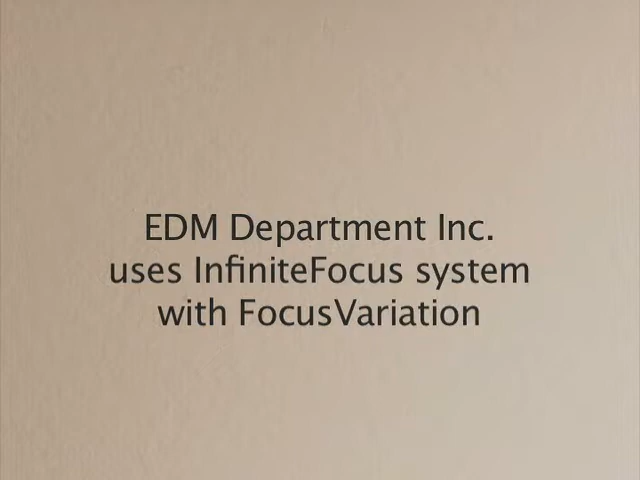 EDM Department Inc.
uses InfiniteFocus system
with FocusVariation